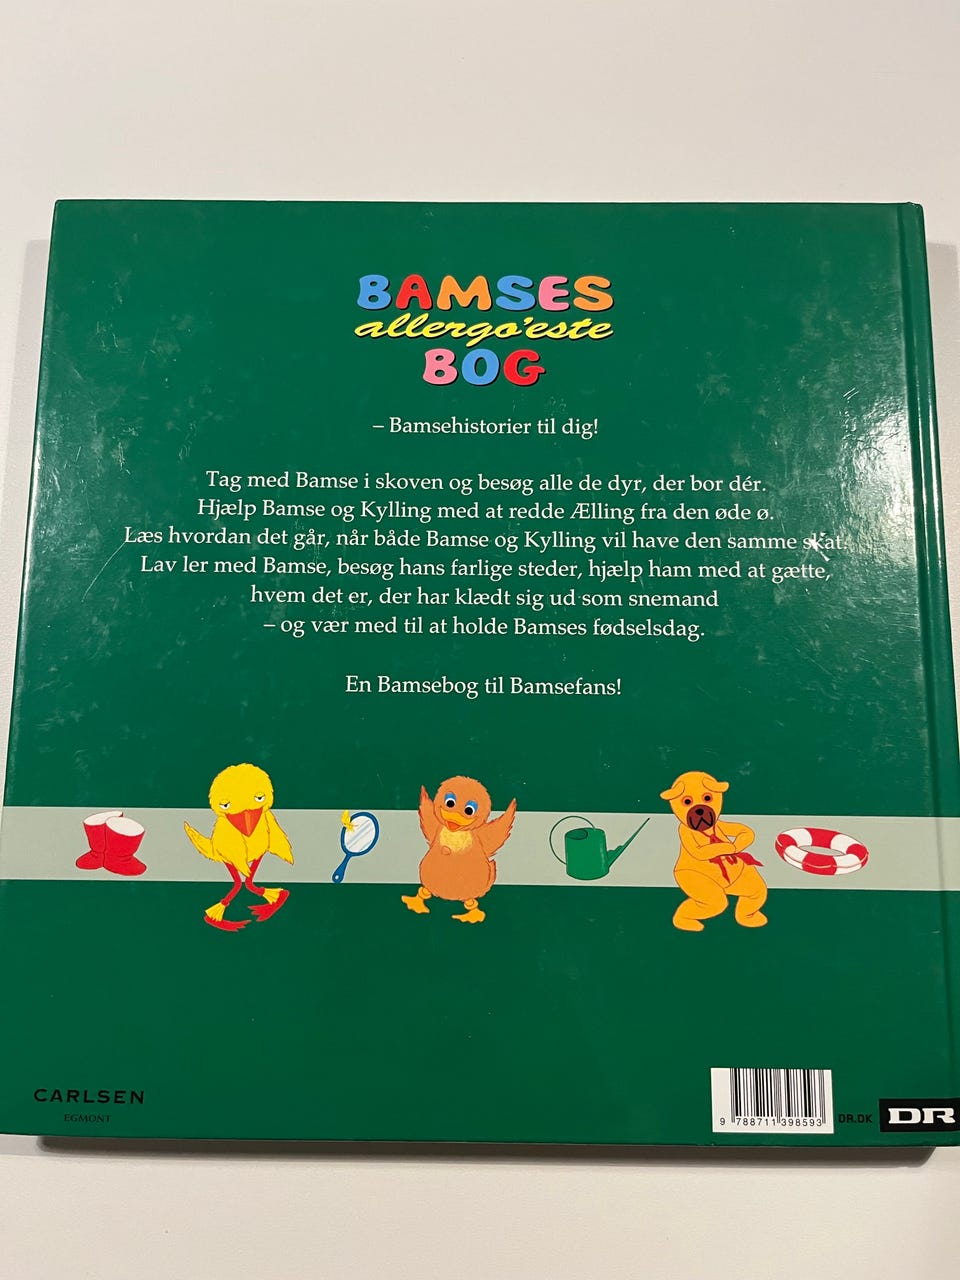 BAMSES
allergo'este
BOG
– Bamsehistorier til dig!
Tag med Bamse i skoven og besøg alle de dyr, der bor dér.
Hjælp Bamse og Kylling med at redde Ælling fra den øde ø.
Læs hvordan det går, når både Bamse og Kylling vil have den samme skat.
Lav ler med Bamse, besøg hans farlige steder, hjælp ham med at gætte,
hvem det er, der har klædt sig ud som snemand
– og vær med til at holde Bamses fødselsdag.
En Bamsebog til Bamsefans!
CARLSEN
EGMONT
9 788711 398593
DR.DK
DR